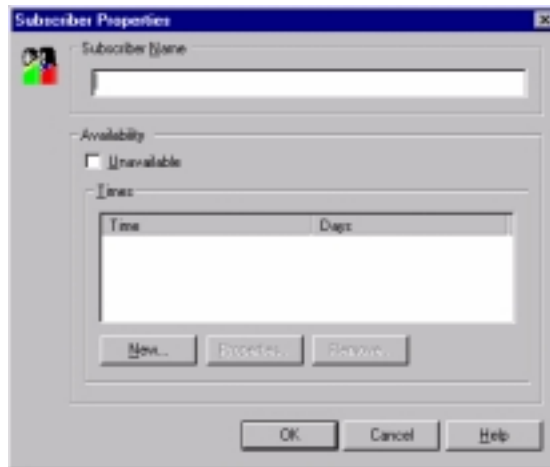 Subscriber Properties
Subscriber Name
Availability
Unavailable
Times
Time Days
New... Properties... Remove...
OK Cancel Help